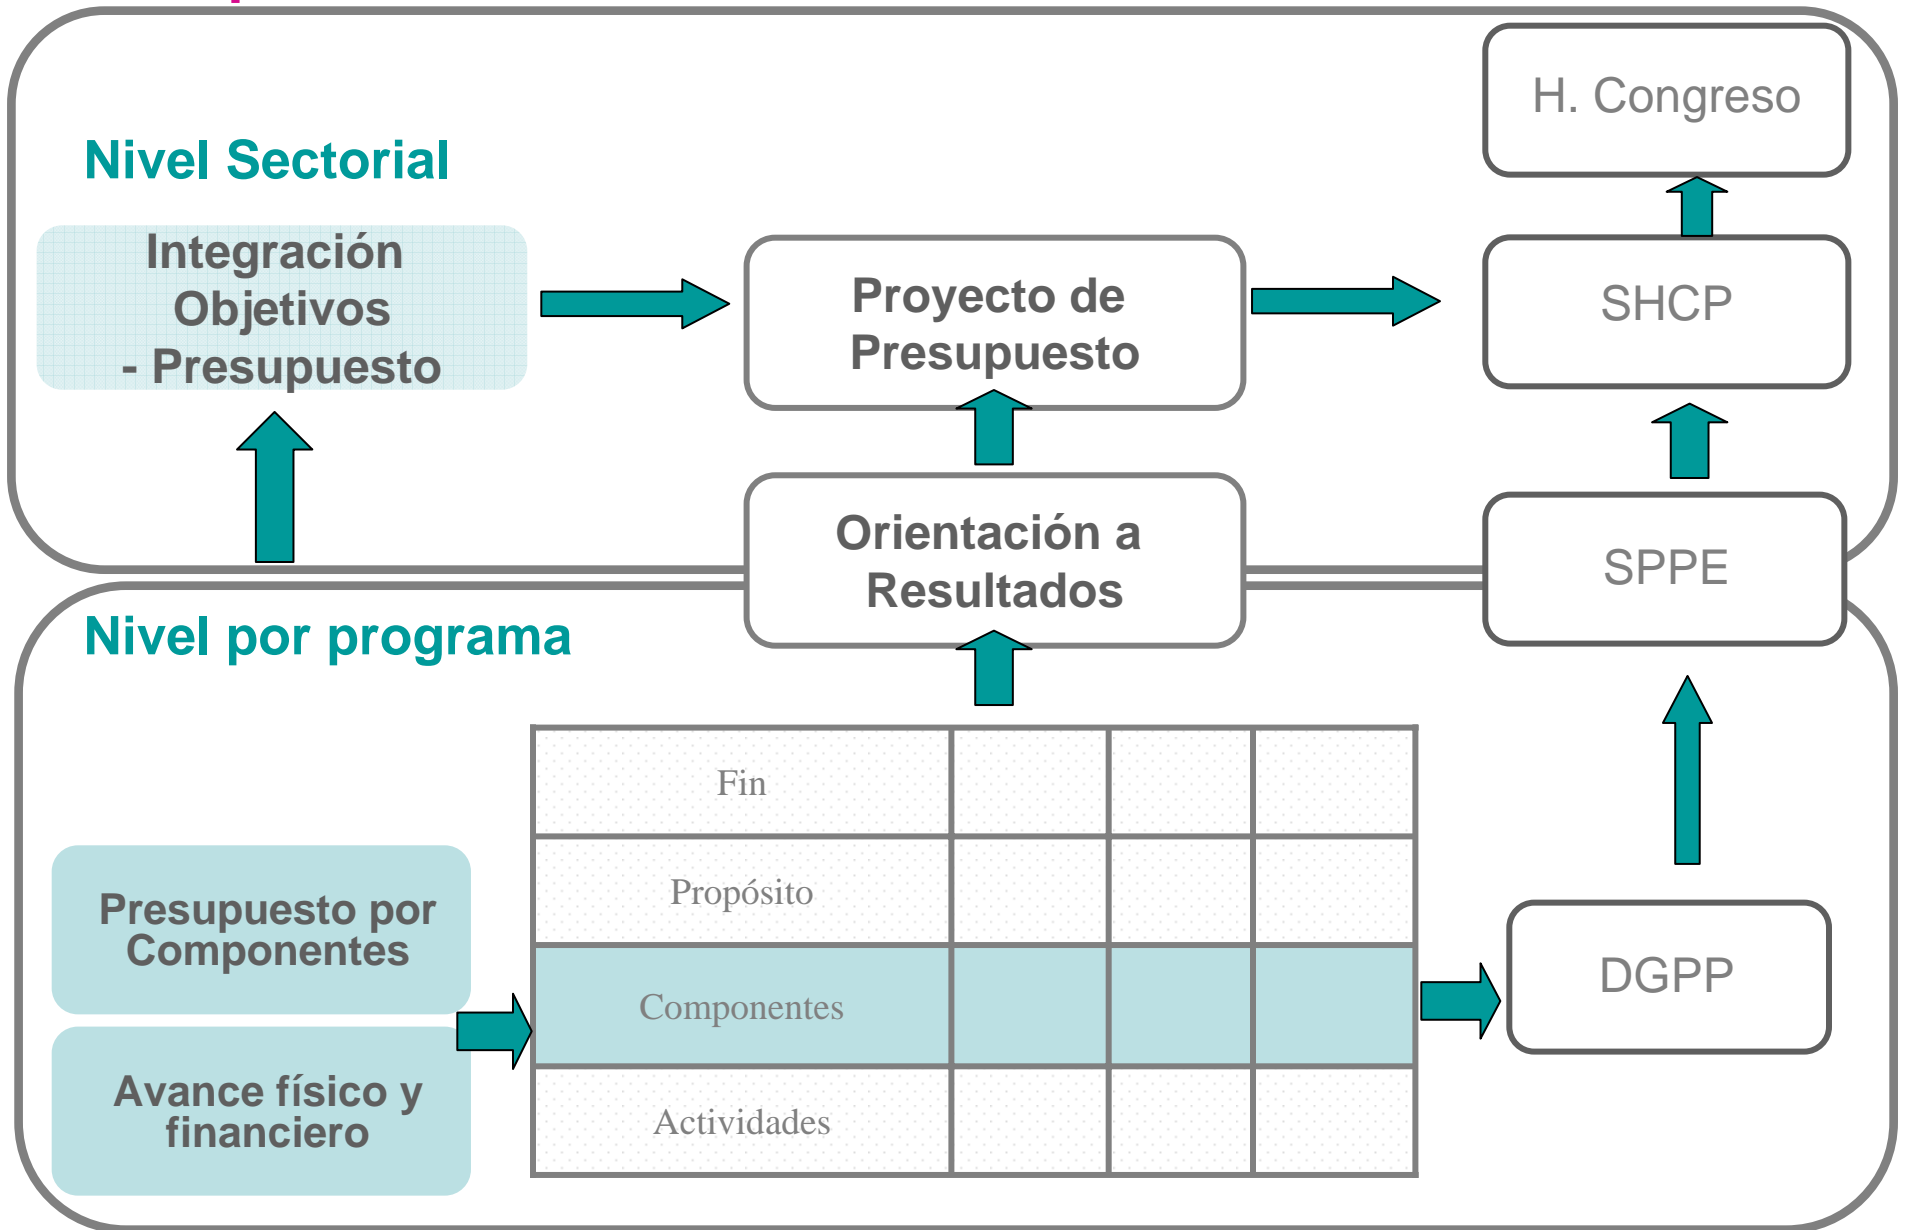 H. Congreso
Nivel Sectorial
Integración
Objetivos
- Presupuesto
Proyecto de
Presupuesto
SHCP
Orientación a
Resultados
SPPE
Nivel por programa
Fin
Propósito
Componentes
Actividades
Presupuesto por
Componentes
Avance físico y
financiero
DGPP